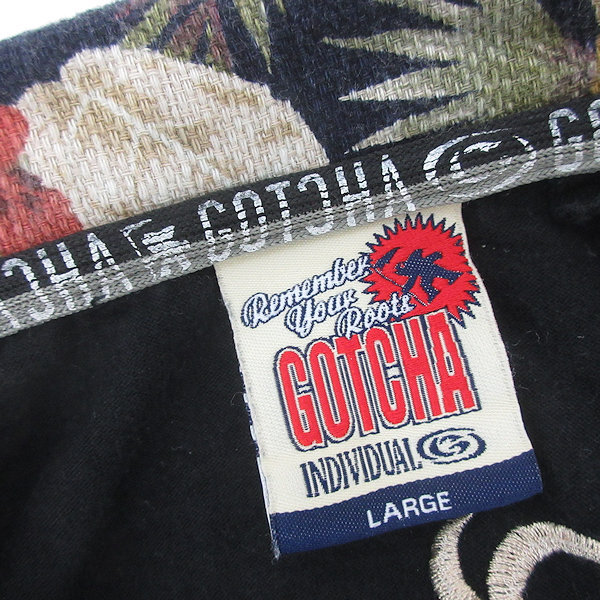 GOTCHA GOTCHA G
Remember
Your
Roots
GOTCHA
INDIVIDUAL
LARGE